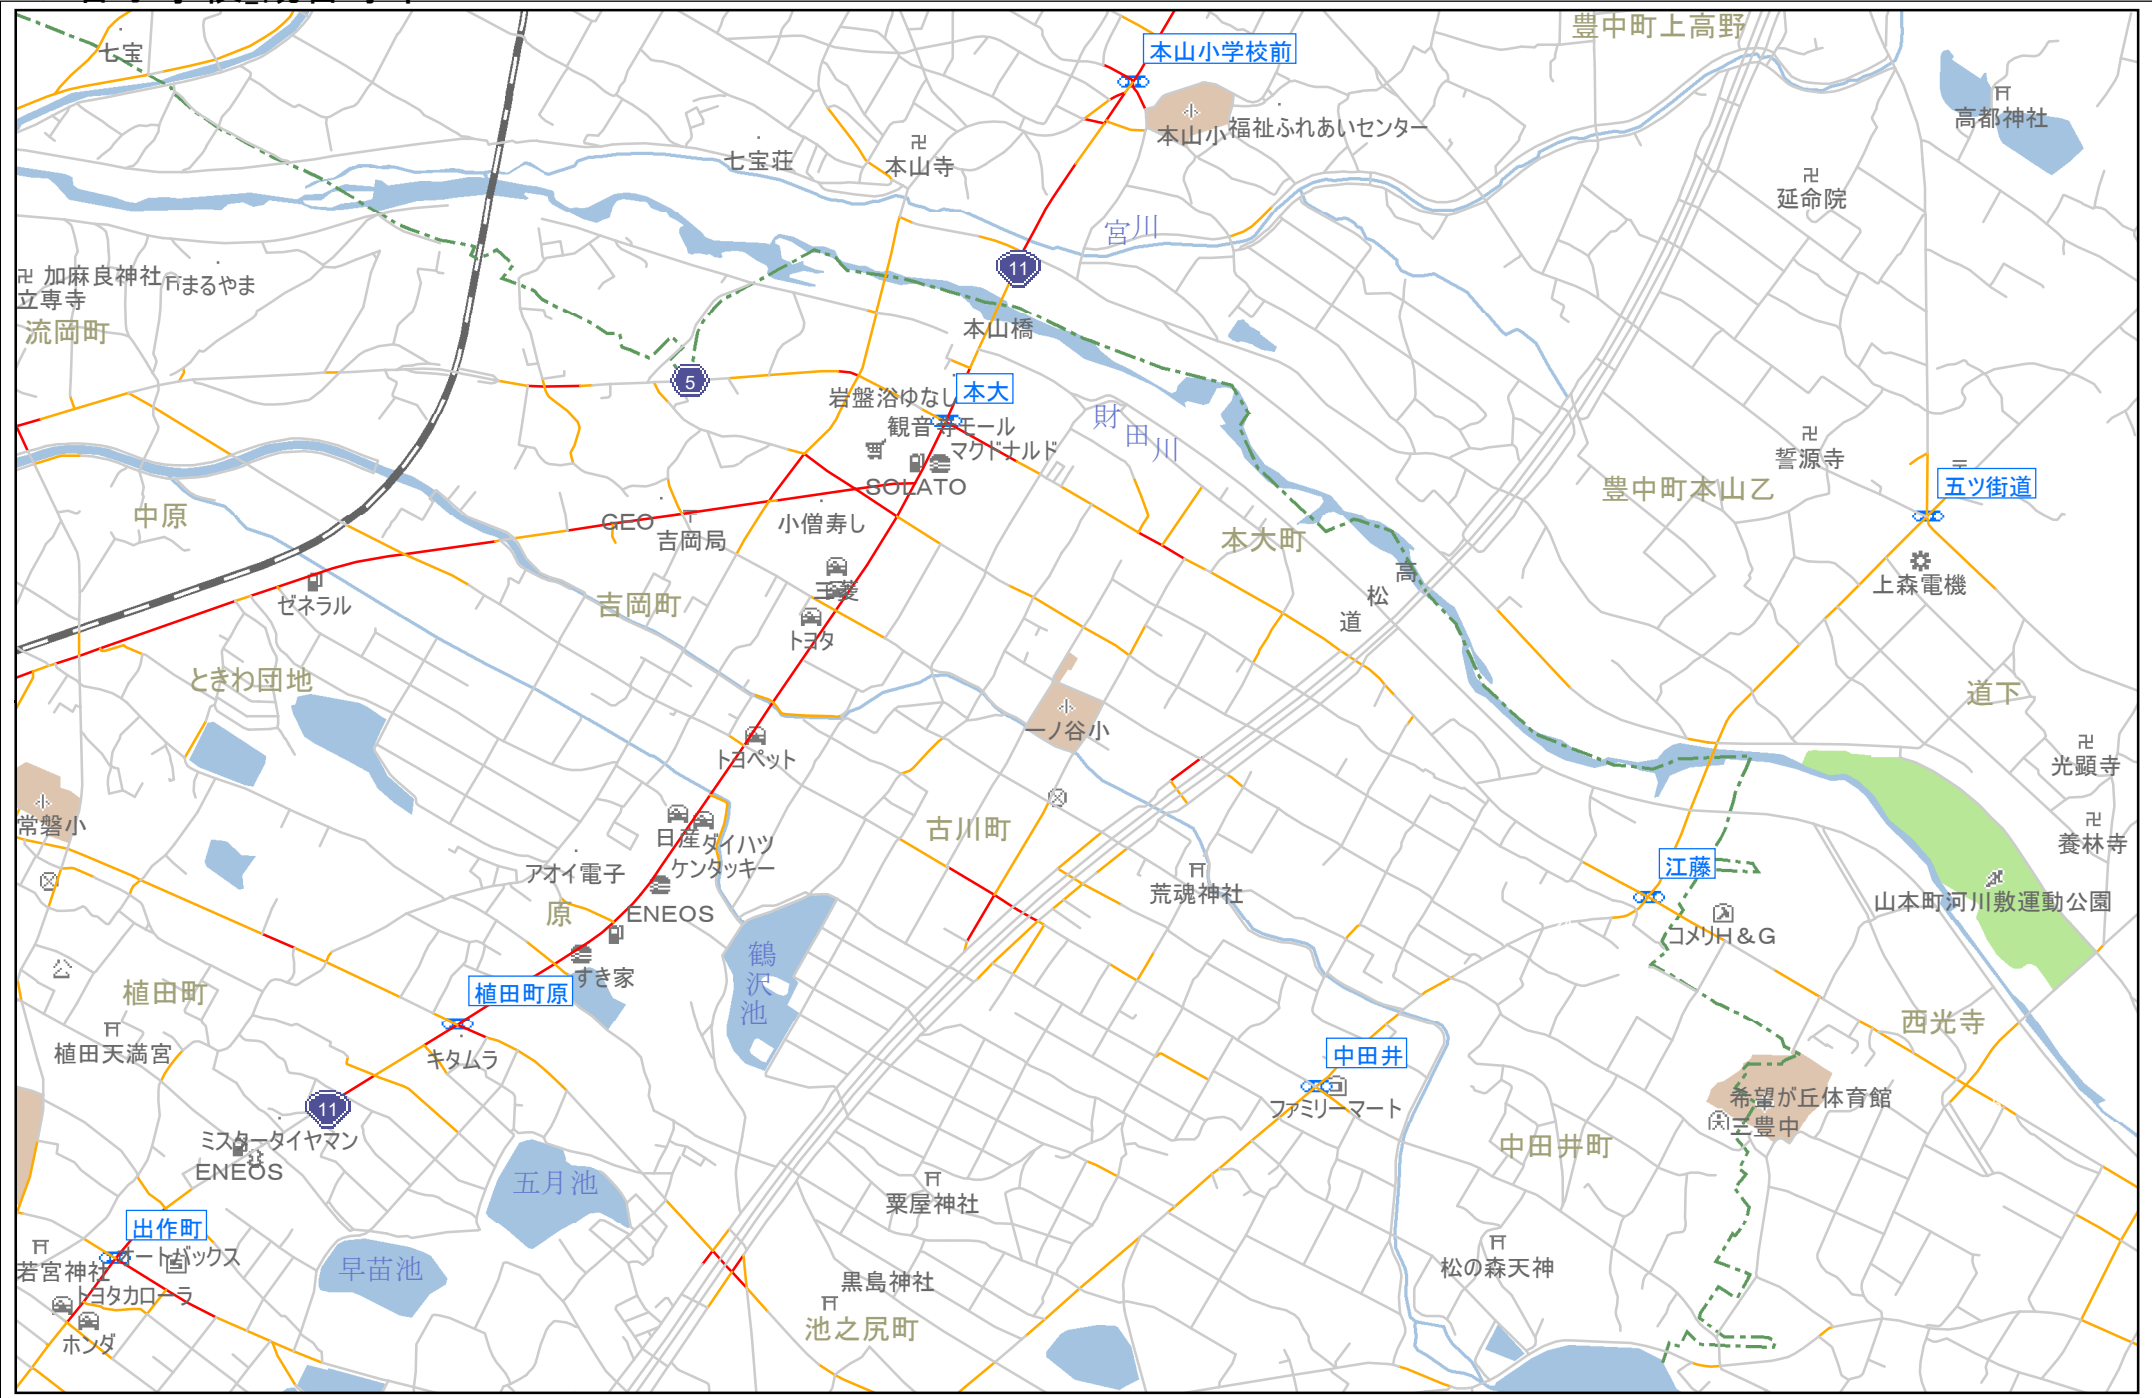 豊中町上高野
本山小学校前
七宝
高都神社
本山小
福祉ふれあいセンター
七宝荘
本山寺
延命院
宮川
11
加麻良神社
まるやま
立専寺
流岡町
本山橋
5
本大
岩盤浴ゆなし
観音寺モール
財田川
マクドナルド
誓源寺
SOLATO
豊中町本山乙
五ツ街道
中原
GEO
小僧寿し
吉岡局
本大町
高松道
上森電機
三菱
ゼネラル
吉岡町
トヨタ
ときわ団地
道下
一ノ谷小
トヨペット
光顕寺
常磐小
日産
ダイハツ
古川町
養林寺
アオイ電子
ケンタッキー
江藤
荒魂神社
山本町河川敷運動公園
原
ENEOS
コメリH&G
鶴沢池
すき家
植田町
植田町原
西光寺
植田天満宮
キタムラ
中田井
11
ファミリーマート
希望が丘体育館
三豊中
ミスタータイヤマン
ENEOS
中田井町
五月池
粟屋神社
出作町
オートバックス
若宮神社
早苗池
松の森天神
トヨタカローラ
黒島神社
ホンダ
池之尻町